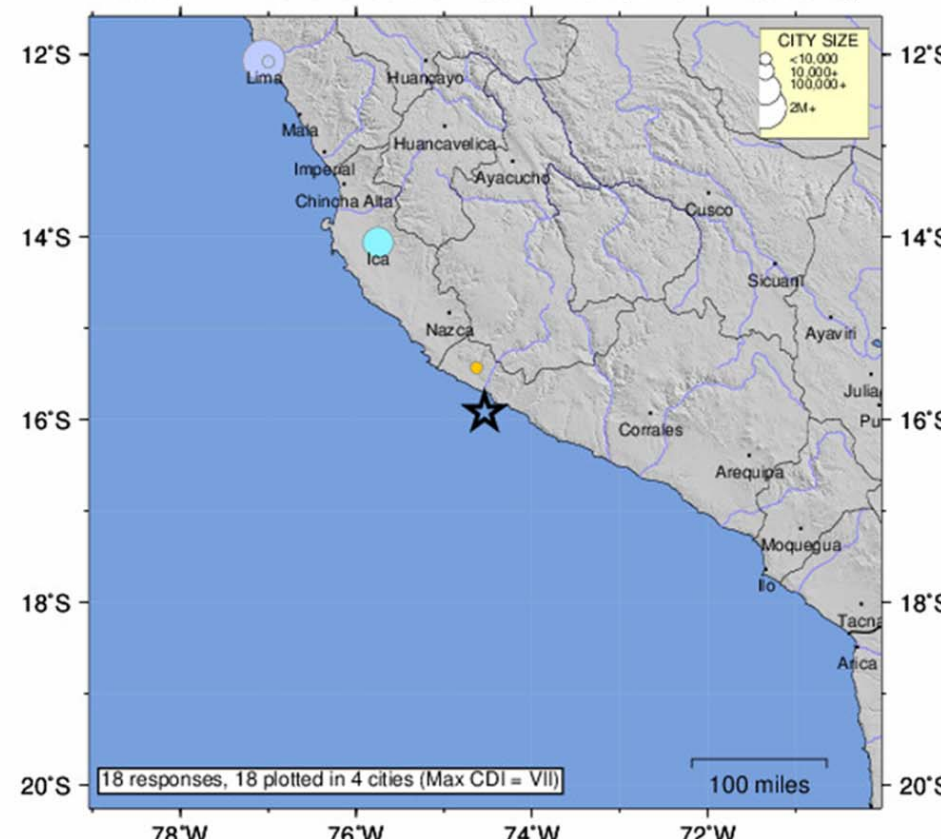 12°S
12°S
CITY SIZE
<10,000
10,000+
100,000+
2M+
Lima
Huancayo
Mala
Huancavelica
Imperial
Ayacucho
Chincha Alta
Cusco
14°S
14°S
Ica
Sicuani
Nazca
Ayaviri
Julia
16°S
16°S
Pu
Corrales
Arequipa
Moquegua
Ilo
18°S
18°S
Tacna
Arica
18 responses, 18 plotted in 4 cities (Max CDI = VII)
100 miles
20°S
20°S
78°W
76°W
74°W
72°W